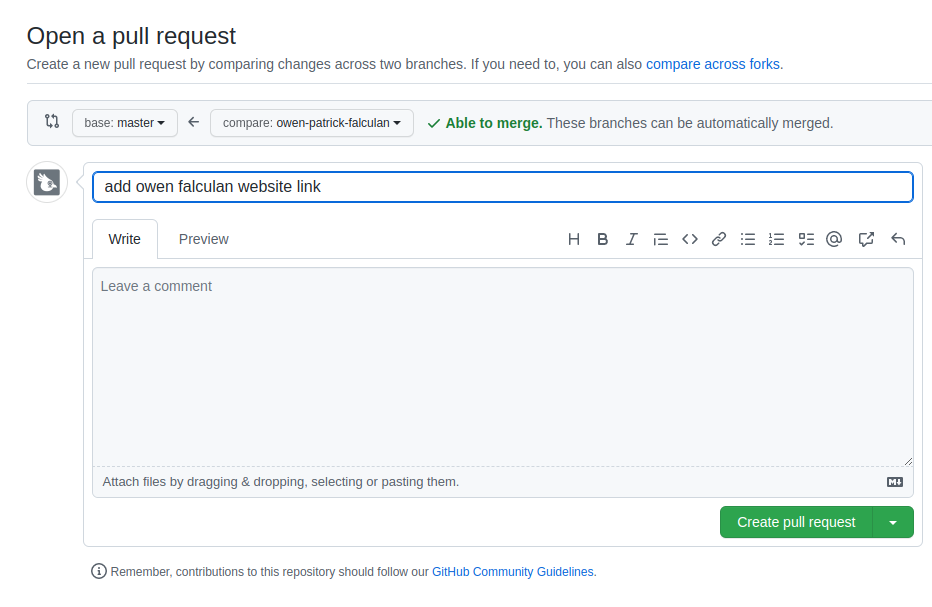 Open a pull request
Create a new pull request by comparing changes across two branches. If you need to, you can also compare across forks.
base: master compare: owen-patrick-falculan Able to merge. These branches can be automatically merged.
add owen falculan website link
Write Preview
Leave a comment
Attach files by dragging & dropping, selecting or pasting them.
Create pull request
Remember, contributions to this repository should follow our GitHub Community Guidelines.